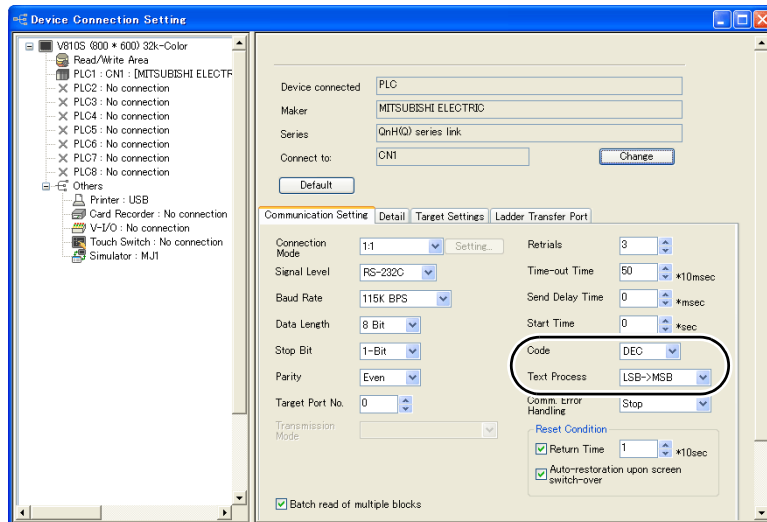 Device Connection Setting
V810S (800 * 600) 32k-Color
Read/Write Area
PLC1 : CN1 : [MITSUBISHI ELECTR
PLC2 : No connection
PLC3 : No connection
PLC4 : No connection
PLC5 : No connection
PLC6 : No connection
PLC7 : No connection
PLC8 : No connection
Others
Printer : USB
Card Recorder : No connection
V-I/O : No connection
Touch Switch : No connection
Simulator : MJ1
Device connected PLC
Maker MITSUBISHI ELECTRIC
Series QnH(Q) series link
Connect to: CN1 Change
Default
Communication Setting Detail Target Settings Ladder Transfer Port
Connection Mode 1:1 Setting... Retrials 3
Signal Level RS-232C Time-out Time 50 *10msec
Baud Rate 115K BPS Send Delay Time 0 *msec
Data Length 8 Bit Start Time 0 *sec
Stop Bit 1-Bit Code DEC
Parity Even Text Process LSB->MSB
Target Port No. 0 Comm. Error Handling Stop
Transmission Mode
Reset Condition
Return Time 1 *10sec
Auto-restoration upon screen switch-over
Batch read of multiple blocks